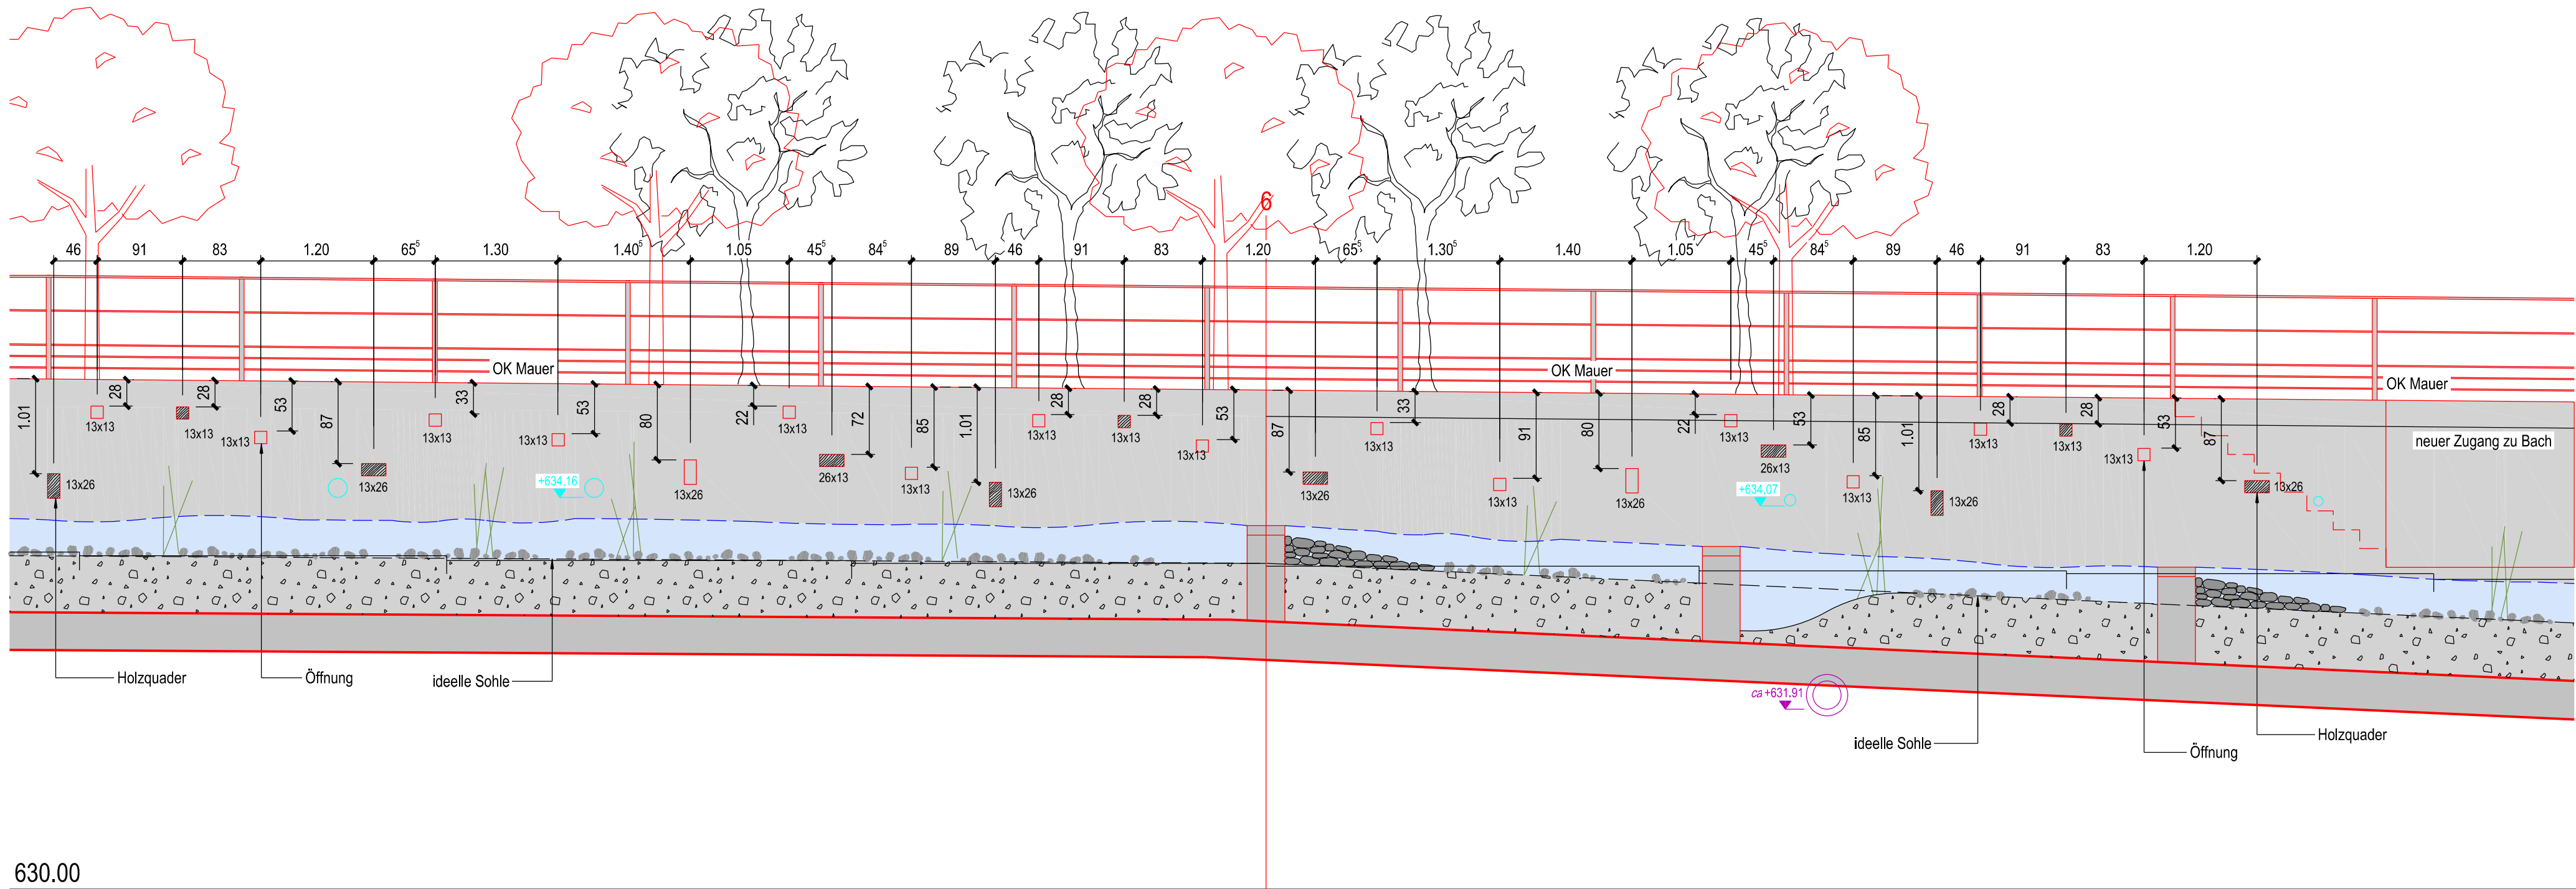 6
46 91 83 1.20 65⁵ 1.30 1.40⁵ 1.05 45⁵ 84⁵ 89 46 91 83 1.20 65⁵ 1.30⁵ 1.40 1.05 45⁵ 84⁵ 89 46 91 83 1.20
OK Mauer OK Mauer OK Mauer
1.01 28 28 53 87 33 53 80 22 72 85 1.01 28 28 53 87 33 91 80 22 53 85 1.01 28 28 53 87
13x13 13x13 13x13 13x13 13x13 13x13 13x13 13x13 13x13 13x13 13x13 13x13 13x13 13x13
neuer Zugang zu Bach
13x26 13x26 13x26 26x13 13x13 13x26 13x26 13x13 13x26 26x13 13x13 13x26 13x26
+634.16 +634.07
Holzquader Öffnung ideelle Sohle
ca +631.91
ideelle Sohle Öffnung Holzquader
630.00